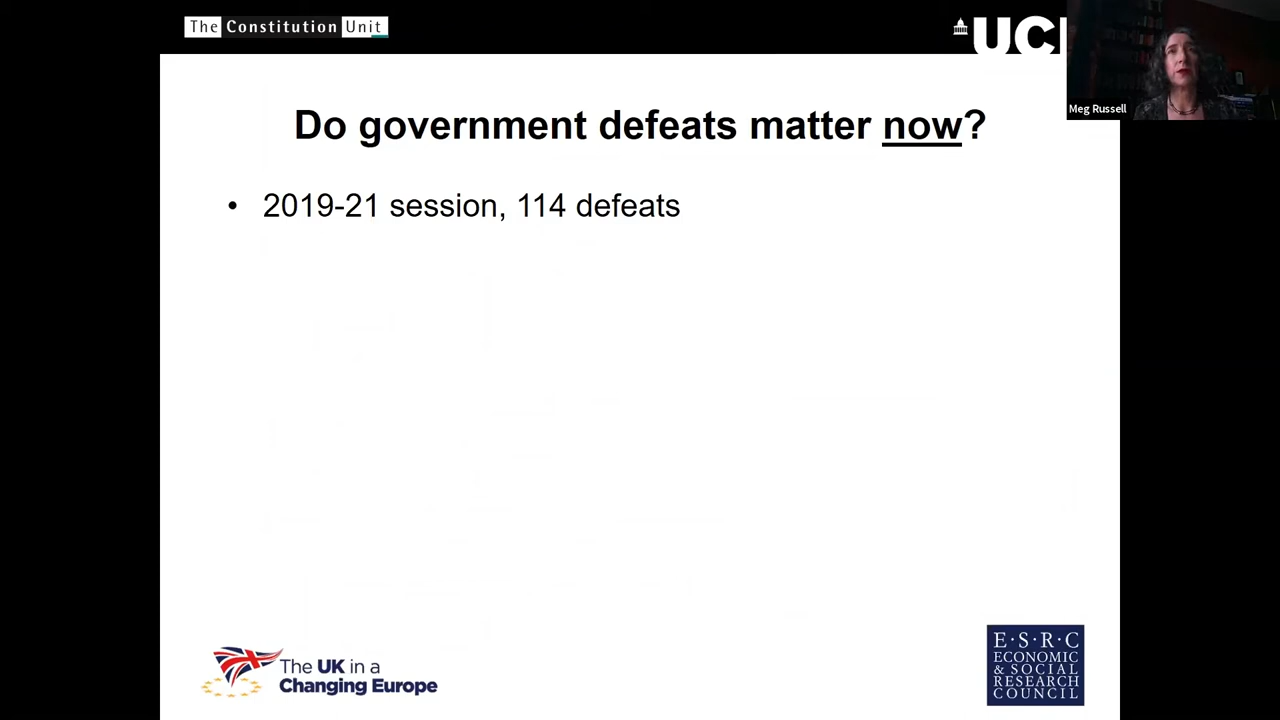 The Constitution Unit
UCL
Meg Russell
Do government defeats matter now?
• 2019-21 session, 114 defeats
The UK in a
Changing Europe
E·S·R·C
ECONOMIC
& SOCIAL
RESEARCH
COUNCIL